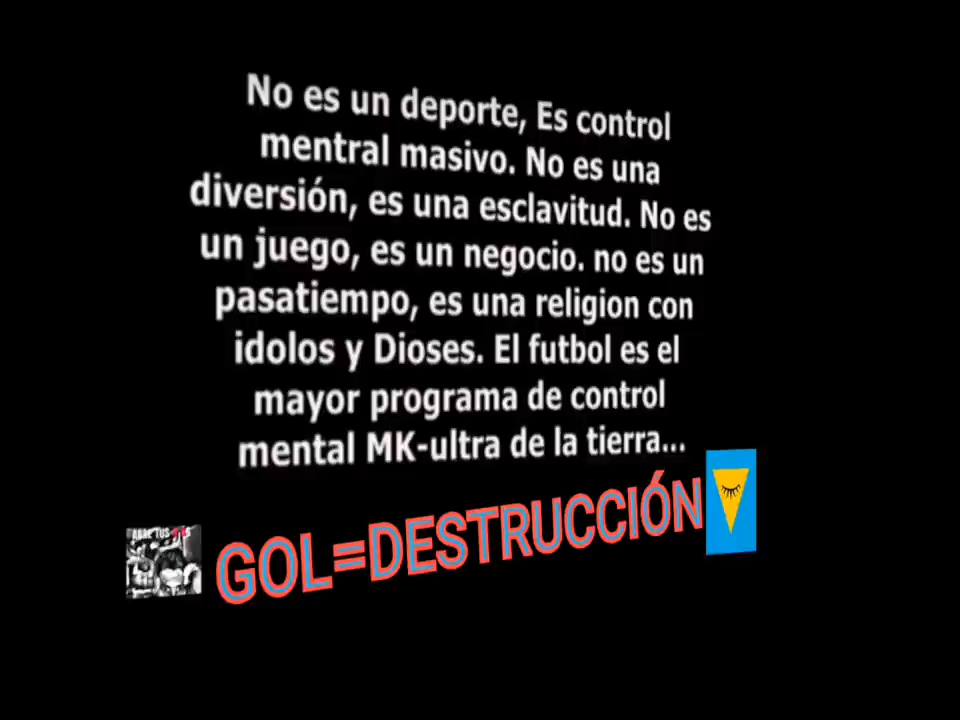 No es un deporte, Es control
mentral masivo. No es una
diversión, es una esclavitud. No es
un juego, es un negocio. no es un
pasatiempo, es una religion con
idolos y Dioses. El futbol es el
mayor programa de control
mental MK-ultra de la tierra...
GOL=DESTRUCCIÓN
ABRE TUS